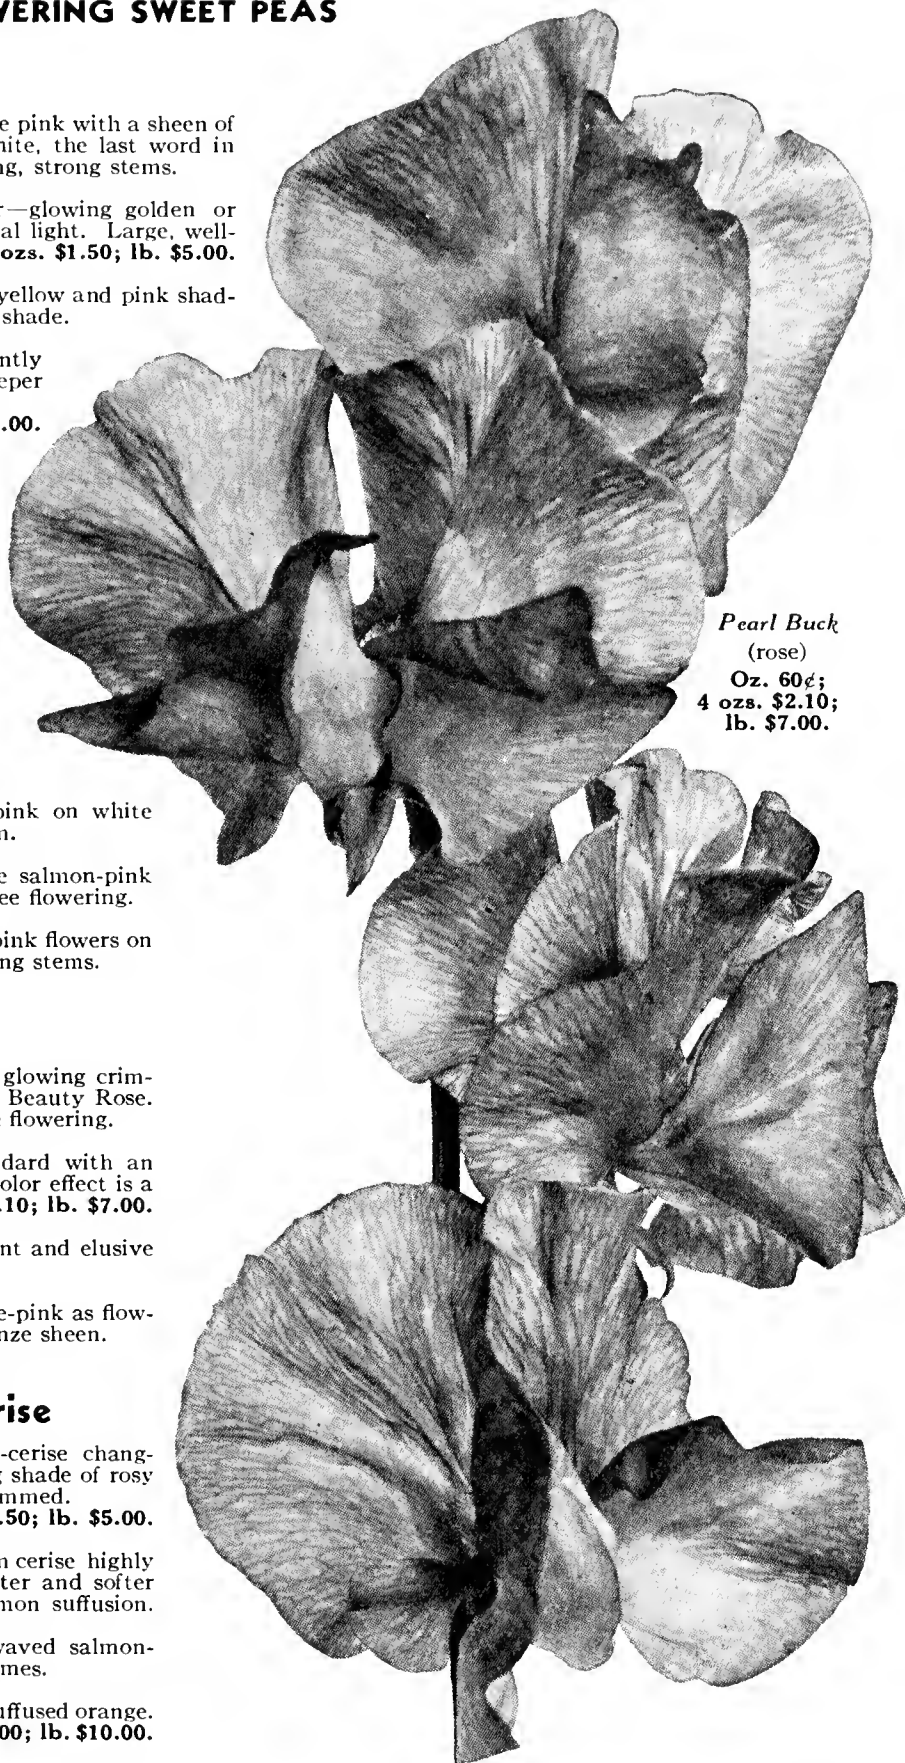 WERING SWEET PEAS
e pink with a sheen of
hite, the last word in
ng, strong stems.
r—glowing golden or
al light. Large, well-
ozs. $1.50; lb. $5.00.
yellow and pink shad-
shade.
ntly
eper
.00.
Pearl Buck
(rose)
Oz. 60¢;
4 ozs. $2.10;
lb. $7.00.
pink on white
n.
e salmon-pink
ee flowering.
pink flowers on
ng stems.
glowing crim-
Beauty Rose.
flowering.
dard with an
olor effect is a
.10; lb. $7.00.
nt and elusive
e-pink as flow-
nze sheen.
rise
-cerise chang-
g shade of rosy
mmed.
.50; lb. $5.00.
n cerise highly
ter and softer
mon suffusion.
waved salmon-
mes.
uffused orange.
00; lb. $10.00.